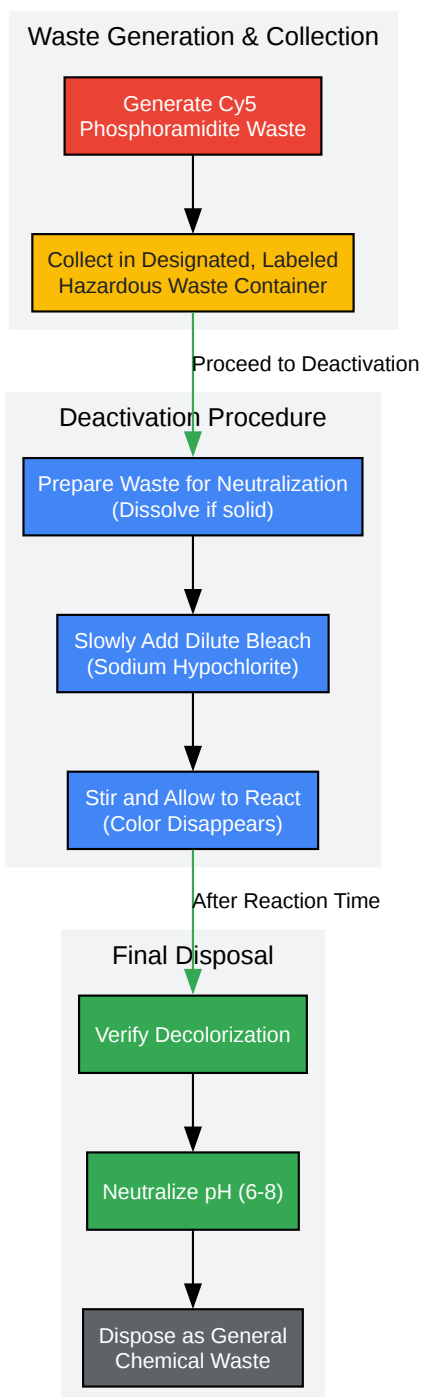 Waste Generation & Collection
Generate Cy5
Phosphoramidite Waste
Collect in Designated, Labeled
Hazardous Waste Container
Proceed to Deactivation
Deactivation Procedure
Prepare Waste for Neutralization
(Dissolve if solid)
Slowly Add Dilute Bleach
(Sodium Hypochlorite)
Stir and Allow to React
(Color Disappears)
After Reaction Time
Final Disposal
Verify Decolorization
Neutralize pH (6-8)
Dispose as General
Chemical Waste